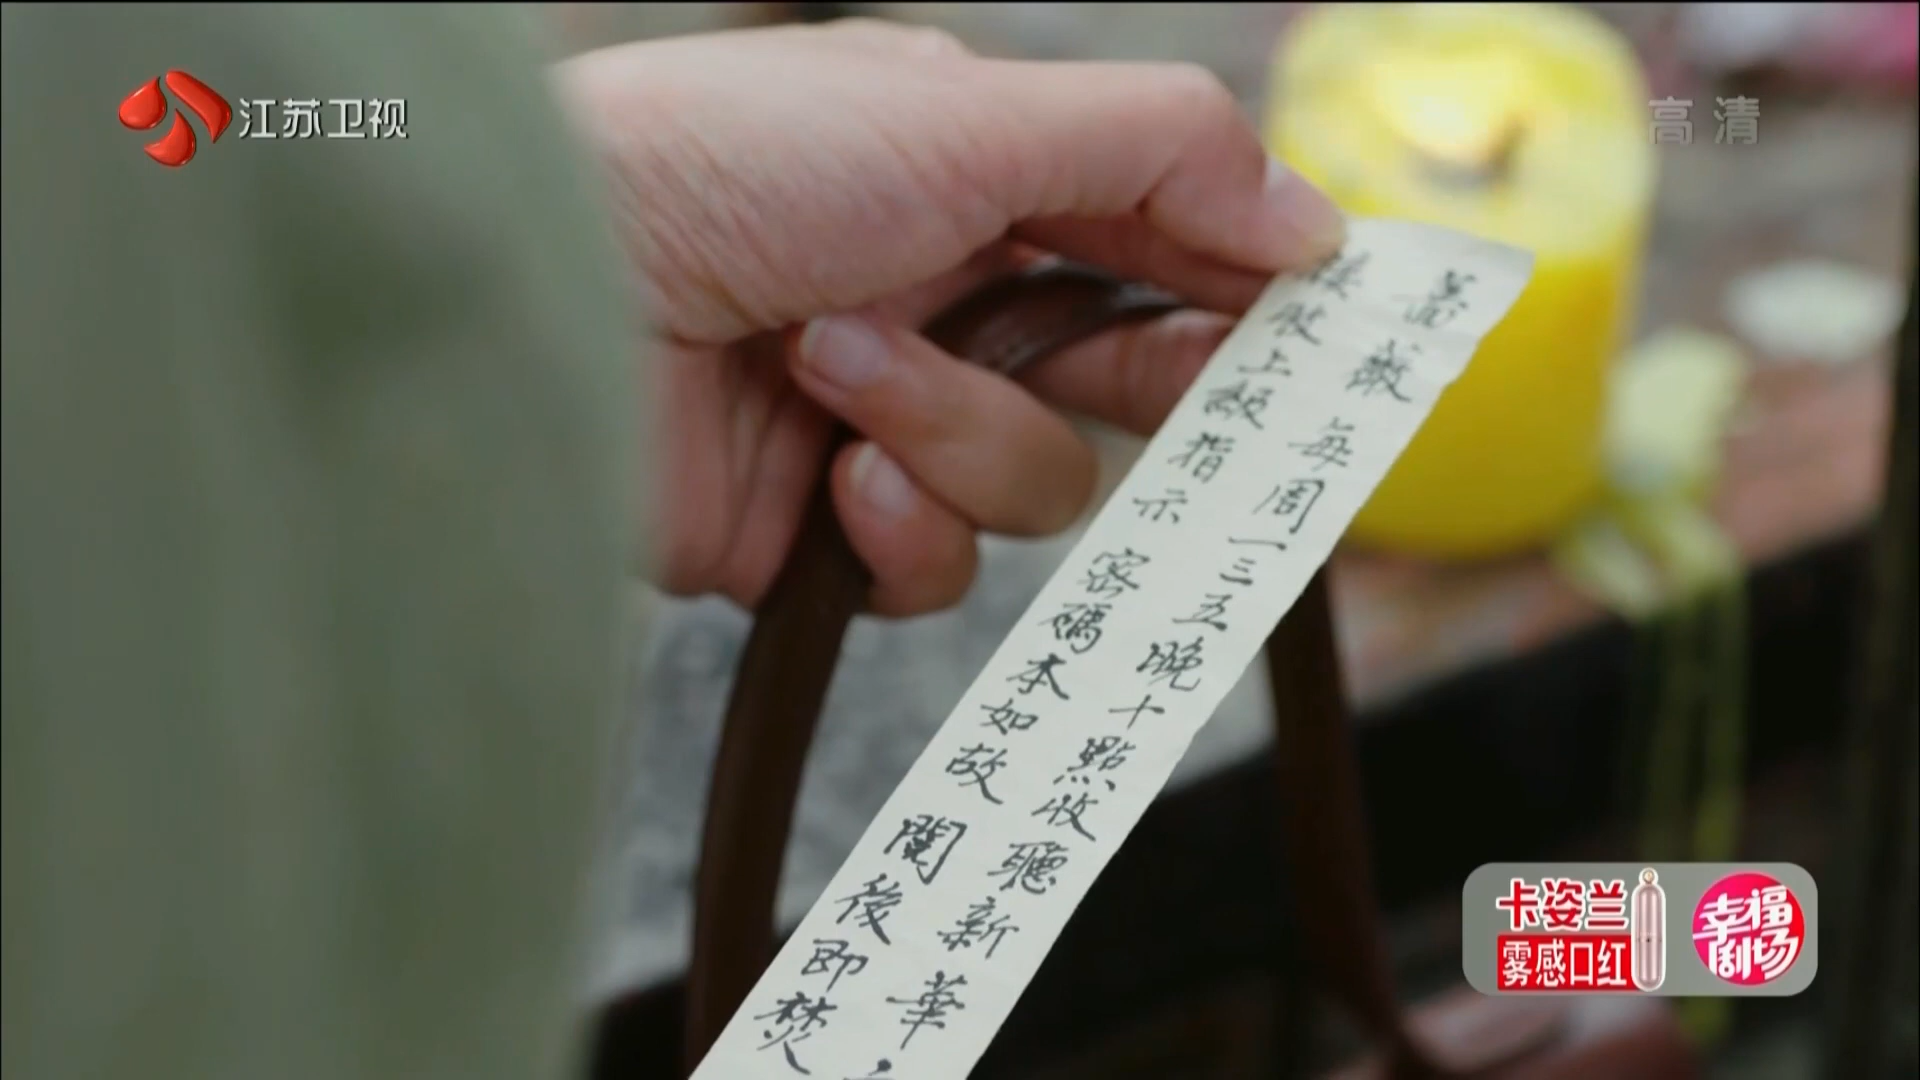 江苏卫视
高清
薔薇 每周一三五晚十點收聽新華
接收上級指示 密碼本如故 閱後即焚
卡姿兰
雾感口红
幸福剧场